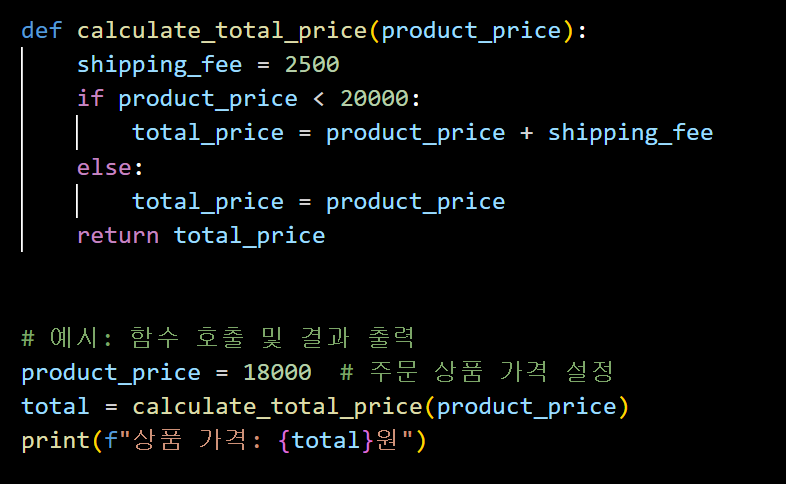 def calculate_total_price(product_price):
    shipping_fee = 2500
    if product_price < 20000:
        total_price = product_price + shipping_fee
    else:
        total_price = product_price
    return total_price
# 예시: 함수 호출 및 결과 출력
product_price = 18000  # 주문 상품 가격 설정
total = calculate_total_price(product_price)
print(f"상품 가격: {total}원")